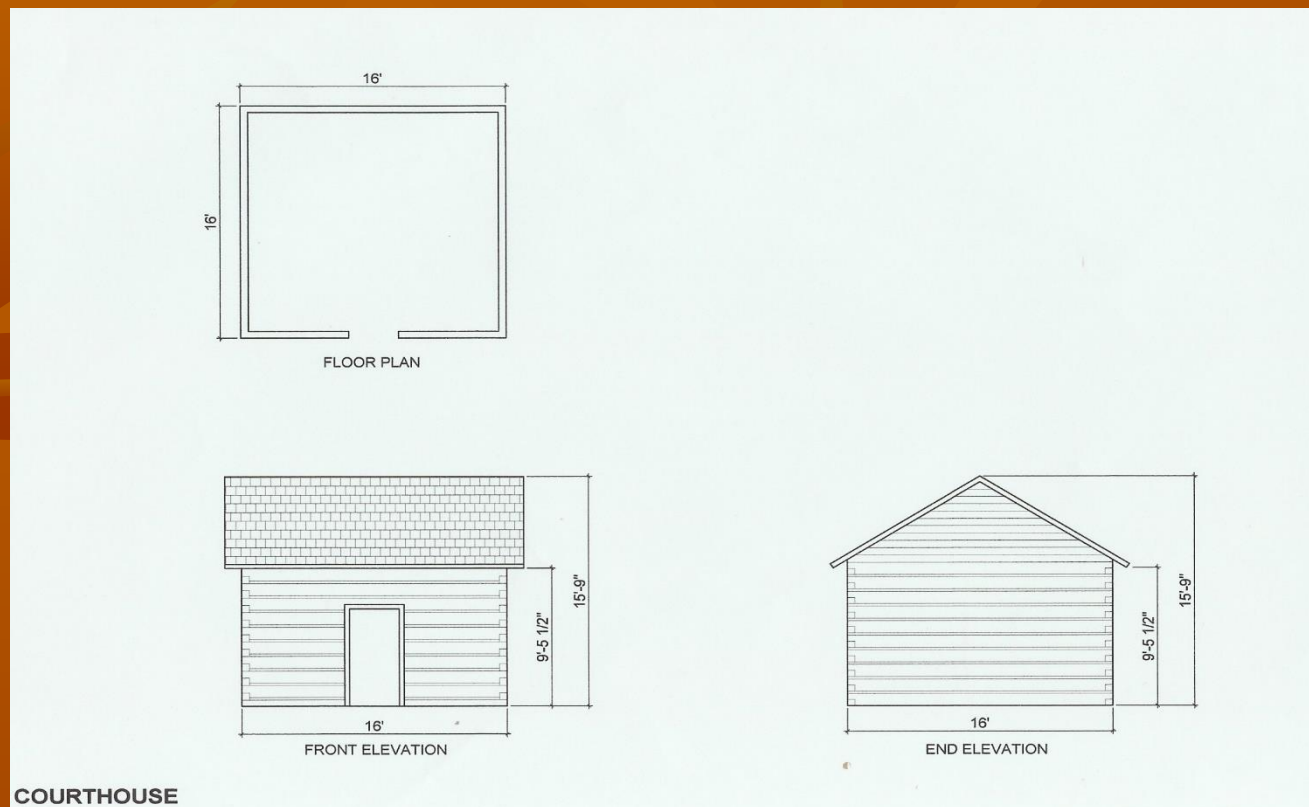 16'
16'
FLOOR PLAN
15'-9"
9'-5 1/2"
16'
FRONT ELEVATION
15'-9"
9'-5 1/2"
16'
END ELEVATION
COURTHOUSE